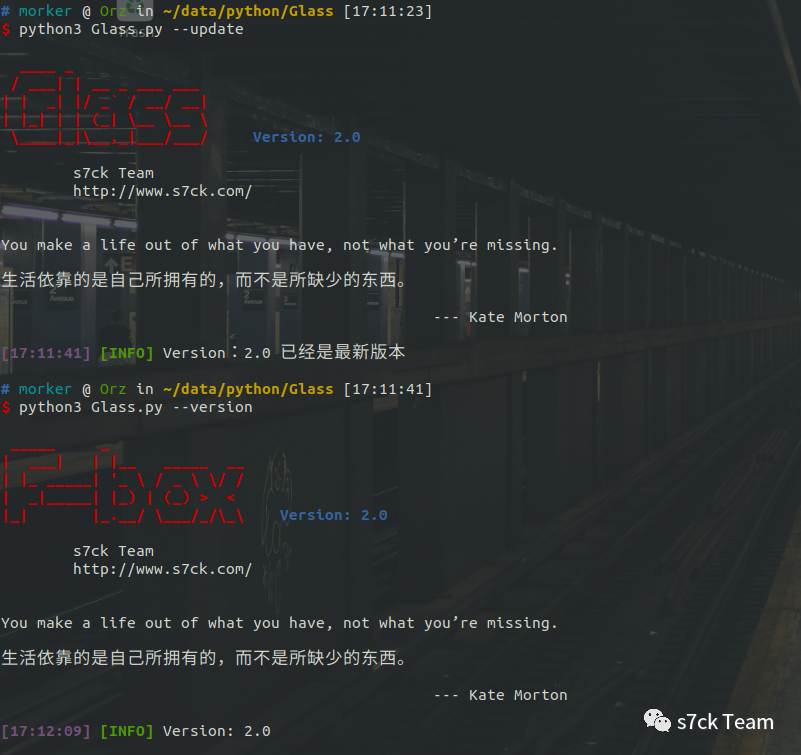 # morker @ Orz in ~/data/python/Glass [17:11:23]
$ python3 Glass.py --update
Glass
Version: 2.0
s7ck Team
http://www.s7ck.com/
You make a life out of what you have, not what you’re missing.
生活依靠的是自己所拥有的，而不是所缺少的东西。
--- Kate Morton
[17:11:41] [INFO] Version：2.0 已经是最新版本
# morker @ Orz in ~/data/python/Glass [17:11:41]
$ python3 Glass.py --version
F-box
Version: 2.0
s7ck Team
http://www.s7ck.com/
You make a life out of what you have, not what you’re missing.
生活依靠的是自己所拥有的，而不是所缺少的东西。
--- Kate Morton
[17:12:09] [INFO] Version: 2.0
s7ck Team